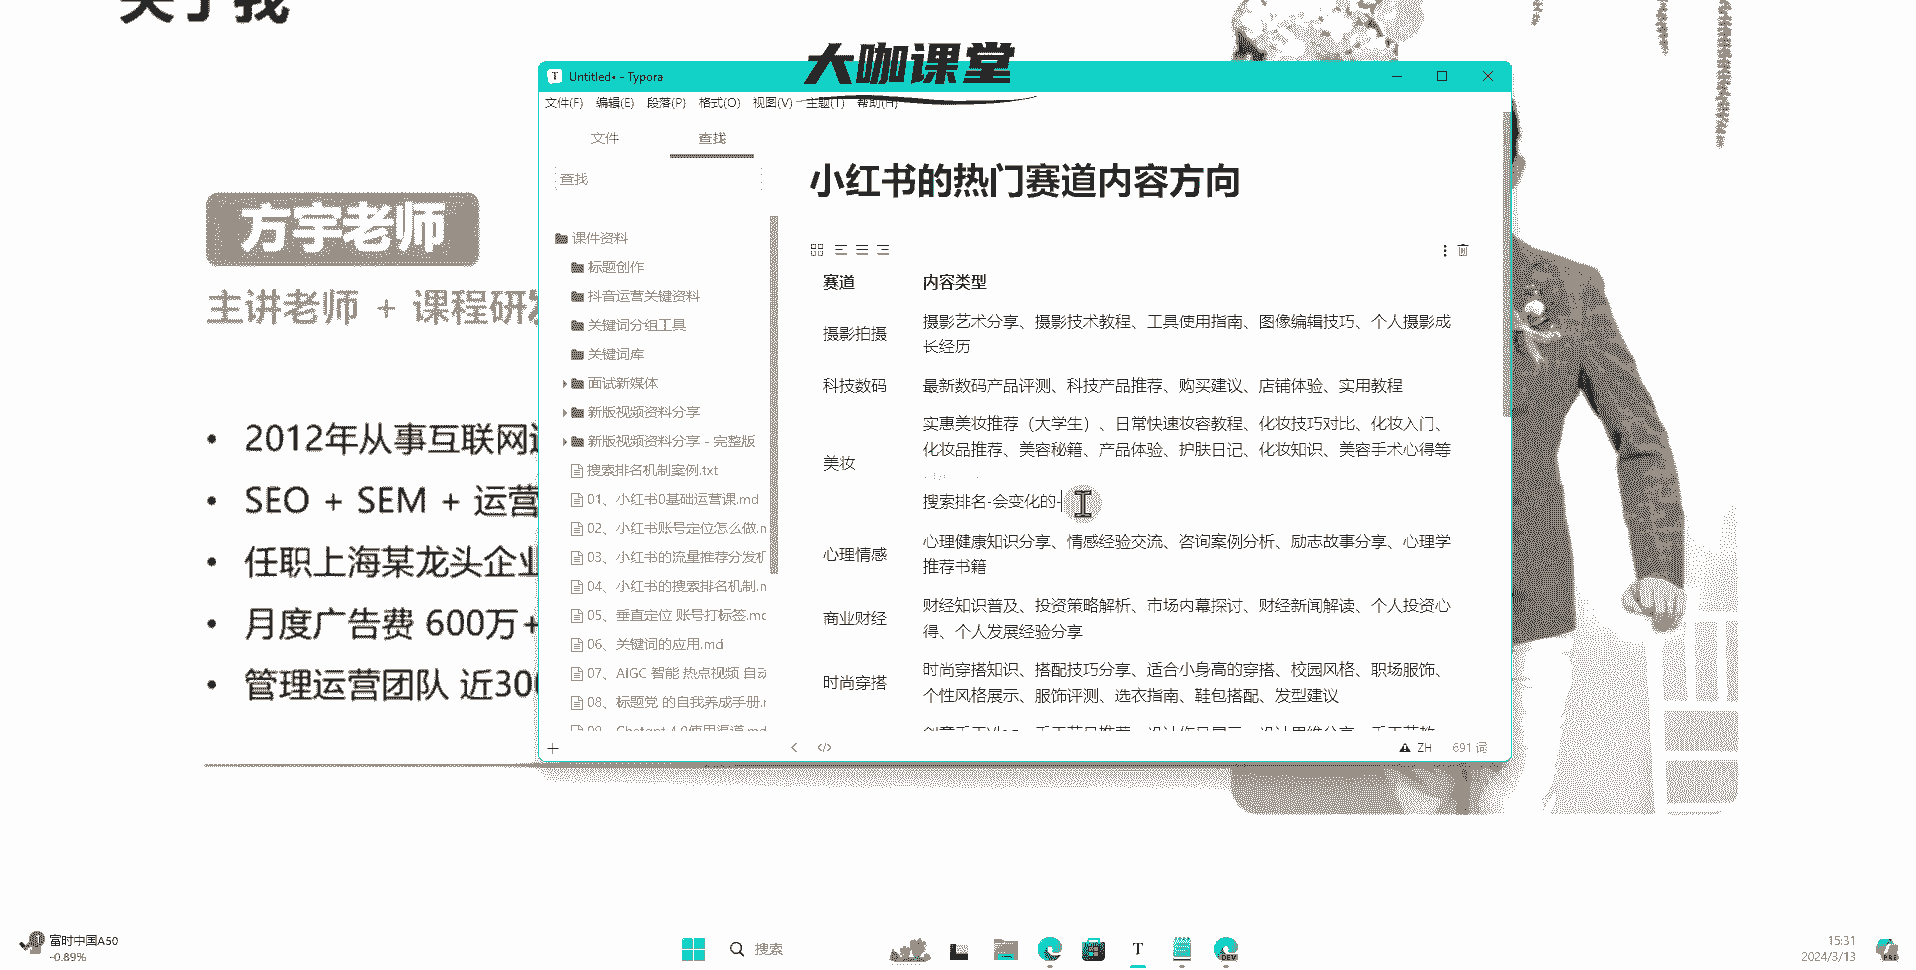 关于我
大咖课堂
Untitled• - Typora
文件(F) 编辑(E) 段落(P) 格式(O) 视图(V) 主题(T) 帮助(H)
文件 查找
查找
课件资料
标题创作
抖音运营关键资料
关键词分组工具
关键词库
面试新媒体
新版视频资料分享
新版视频资料分享 - 完整版
搜索排名机制案例.txt
01、小红书0基础运营课.md
02、小红书账号定位怎么做.m
03、小红书的流量推荐分发机
04、小红书的搜索排名机制.m
05、垂直定位 账号打标签.mc
06、关键词的应用.md
07、AIGC 智能 热点视频 自动
08、标题党 的自我养成手册.r
09、Chatgpt 4.0使用渠道.md
小红书的热门赛道内容方向
赛道 内容类型
摄影拍摄 摄影艺术分享、摄影技术教程、工具使用指南、图像编辑技巧、个人摄影成
长经历
科技数码 最新数码产品评测、科技产品推荐、购买建议、店铺体验、实用教程
美妆 实惠美妆推荐（大学生）、日常快速妆容教程、化妆技巧对比、化妆入门、
化妆品推荐、美容秘籍、产品体验、护肤日记、化妆知识、美容手术心得等
搜索排名-会变化的-
心理情感 心理健康知识分享、情感经验交流、咨询案例分析、励志故事分享、心理学
推荐书籍
商业财经 财经知识普及、投资策略解析、市场内幕探讨、财经新闻解读、个人投资心
得、个人发展经验分享
时尚穿搭 时尚穿搭知识、搭配技巧分享、适合小身高的穿搭、校园风格、职场服饰、
个性风格展示、服饰评测、选衣指南、鞋包搭配、发型建议
ZH 691 词
方宇老师
主讲老师 + 课程研发
2012年从事互联网
SEO + SEM + 运营
任职上海某龙头企业
月度广告费 600万+
管理运营团队 近300
富时中国A50
-0.89%
搜索
T
DEV
15:31
2024/3/13
PRE